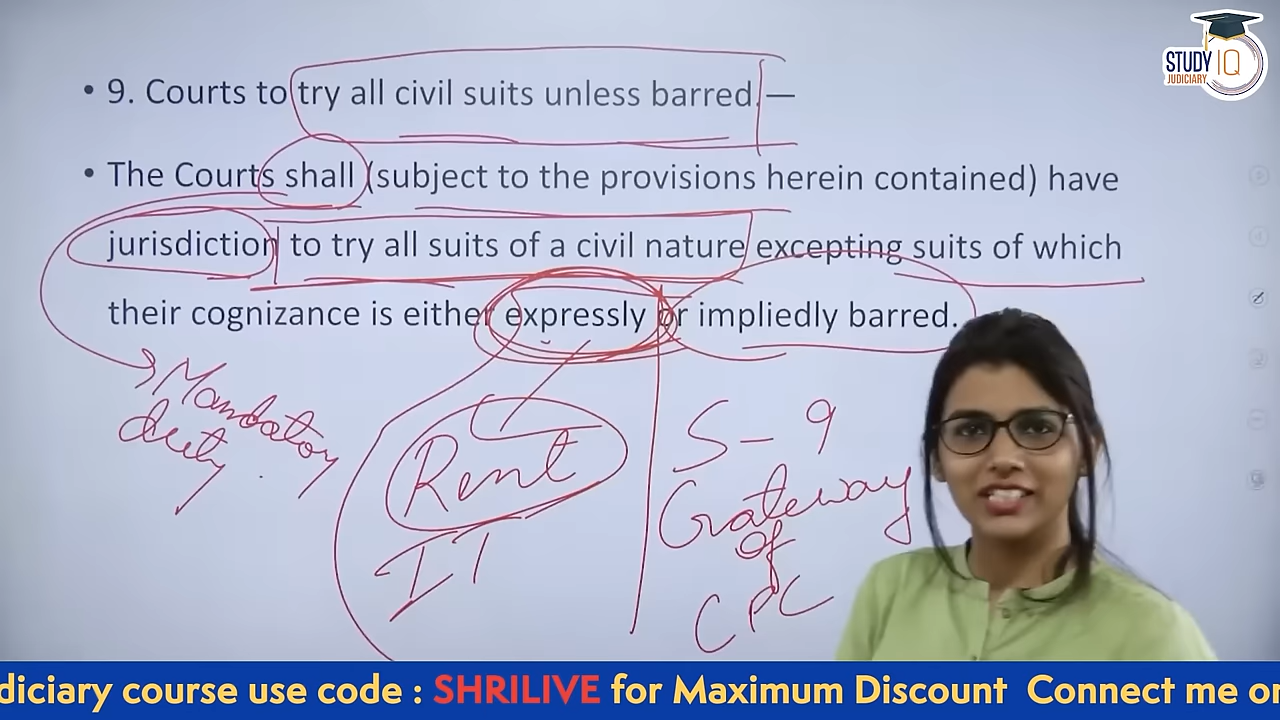 STUDY IQ
JUDICIARY
• 9. Courts to try all civil suits unless barred.—
• The Courts shall (subject to the provisions herein contained) have
jurisdiction to try all suits of a civil nature excepting suits of which
their cognizance is either expressly or impliedly barred.
Mandatory
duty
Rent
IT
S-9
Gateway
of
CPC
diciary course use code : SHRILIVE for Maximum Discount Connect me or